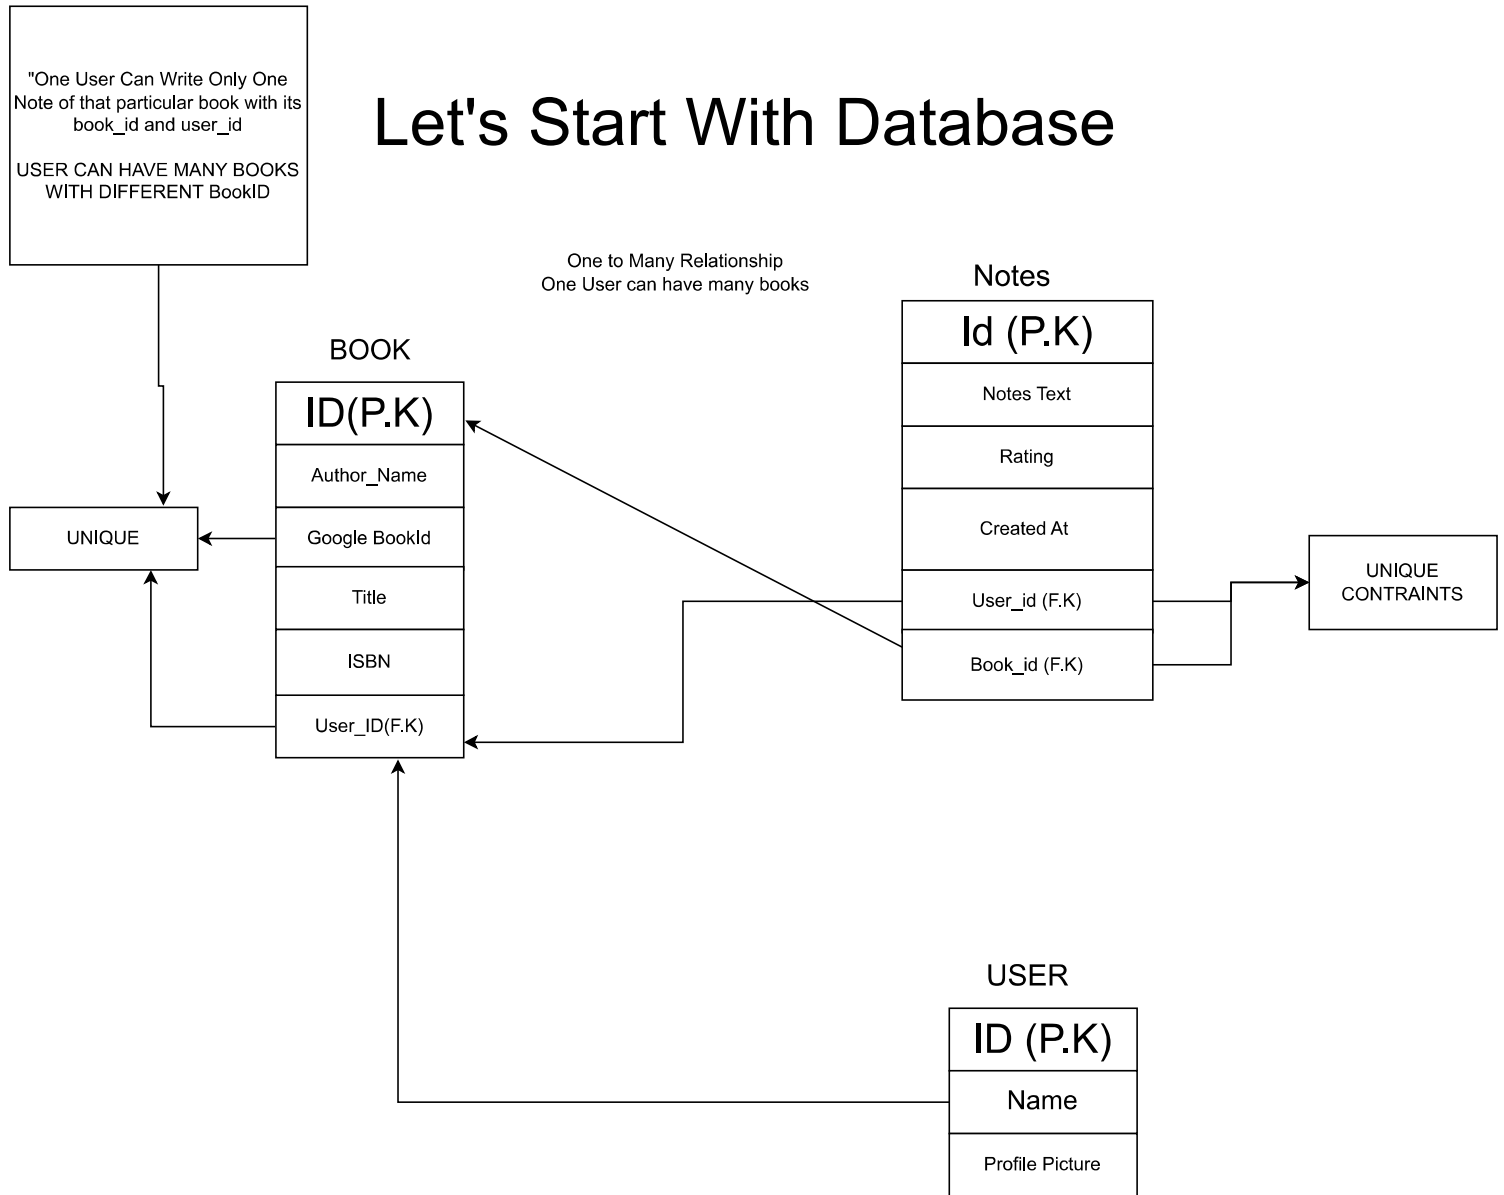 "One User Can Write Only One
Note of that particular book with its
book_id and user_id
USER CAN HAVE MANY BOOKS
WITH DIFFERENT BookID
Let's Start With Database
One to Many Relationship
One User can have many books
BOOK
ID(P.K)
Author_Name
Google BookId
Title
ISBN
User_ID(F.K)
UNIQUE
Notes
Id (P.K)
Notes Text
Rating
Created At
User_id (F.K)
Book_id (F.K)
UNIQUE
CONTRAINTS
USER
ID (P.K)
Name
Profile Picture